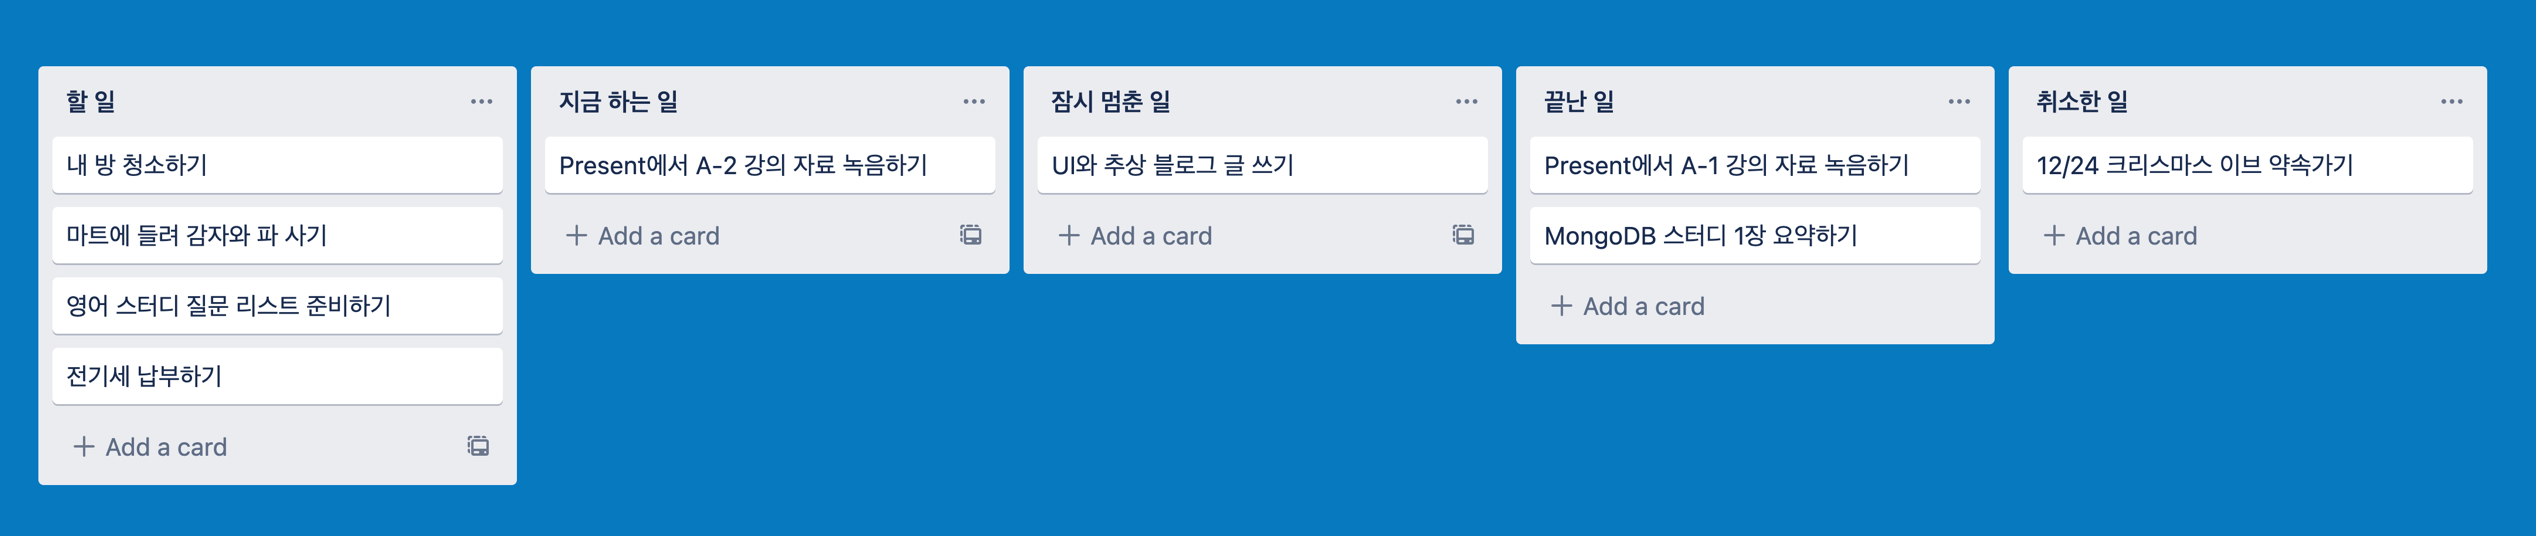 할 일
내 방 청소하기
마트에 들려 감자와 파 사기
영어 스터디 질문 리스트 준비하기
전기세 납부하기
Add a card
지금 하는 일
Present에서 A-2 강의 자료 녹음하기
Add a card
잠시 멈춘 일
UI와 추상 블로그 글 쓰기
Add a card
끝난 일
Present에서 A-1 강의 자료 녹음하기
MongoDB 스터디 1장 요약하기
Add a card
취소한 일
12/24 크리스마스 이브 약속가기
Add a card